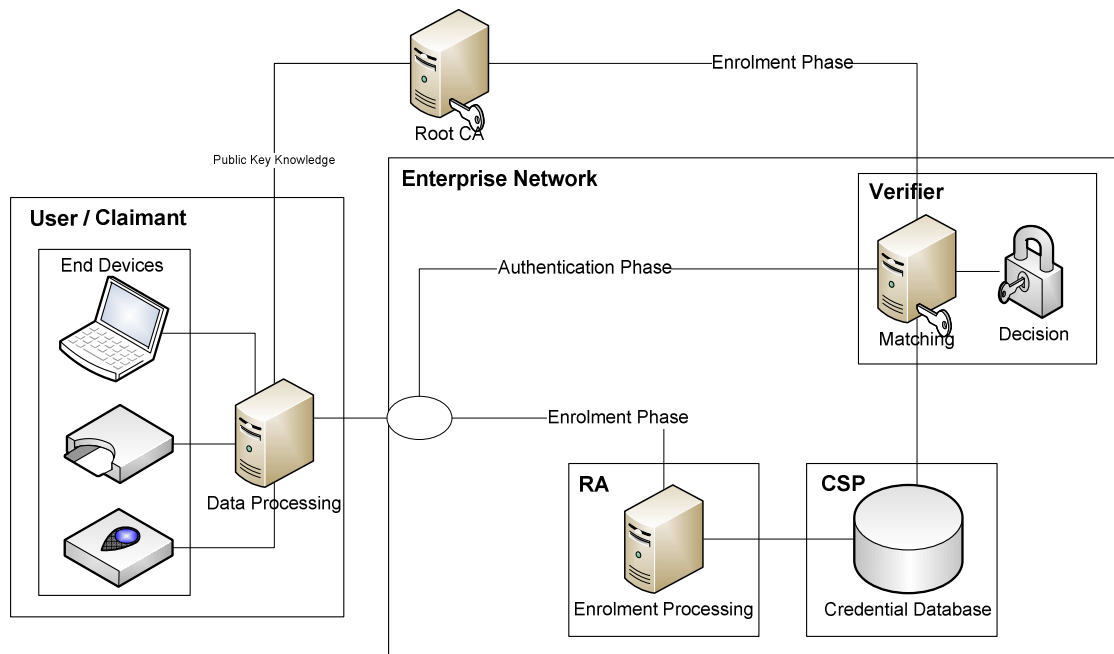 Enrolment Phase
Root CA
Public Key Knowledge
Enterprise Network
Verifier
User / Claimant
End Devices
Authentication Phase
Matching
Decision
Enrolment Phase
Data Processing
RA
CSP
Enrolment Processing
Credential Database